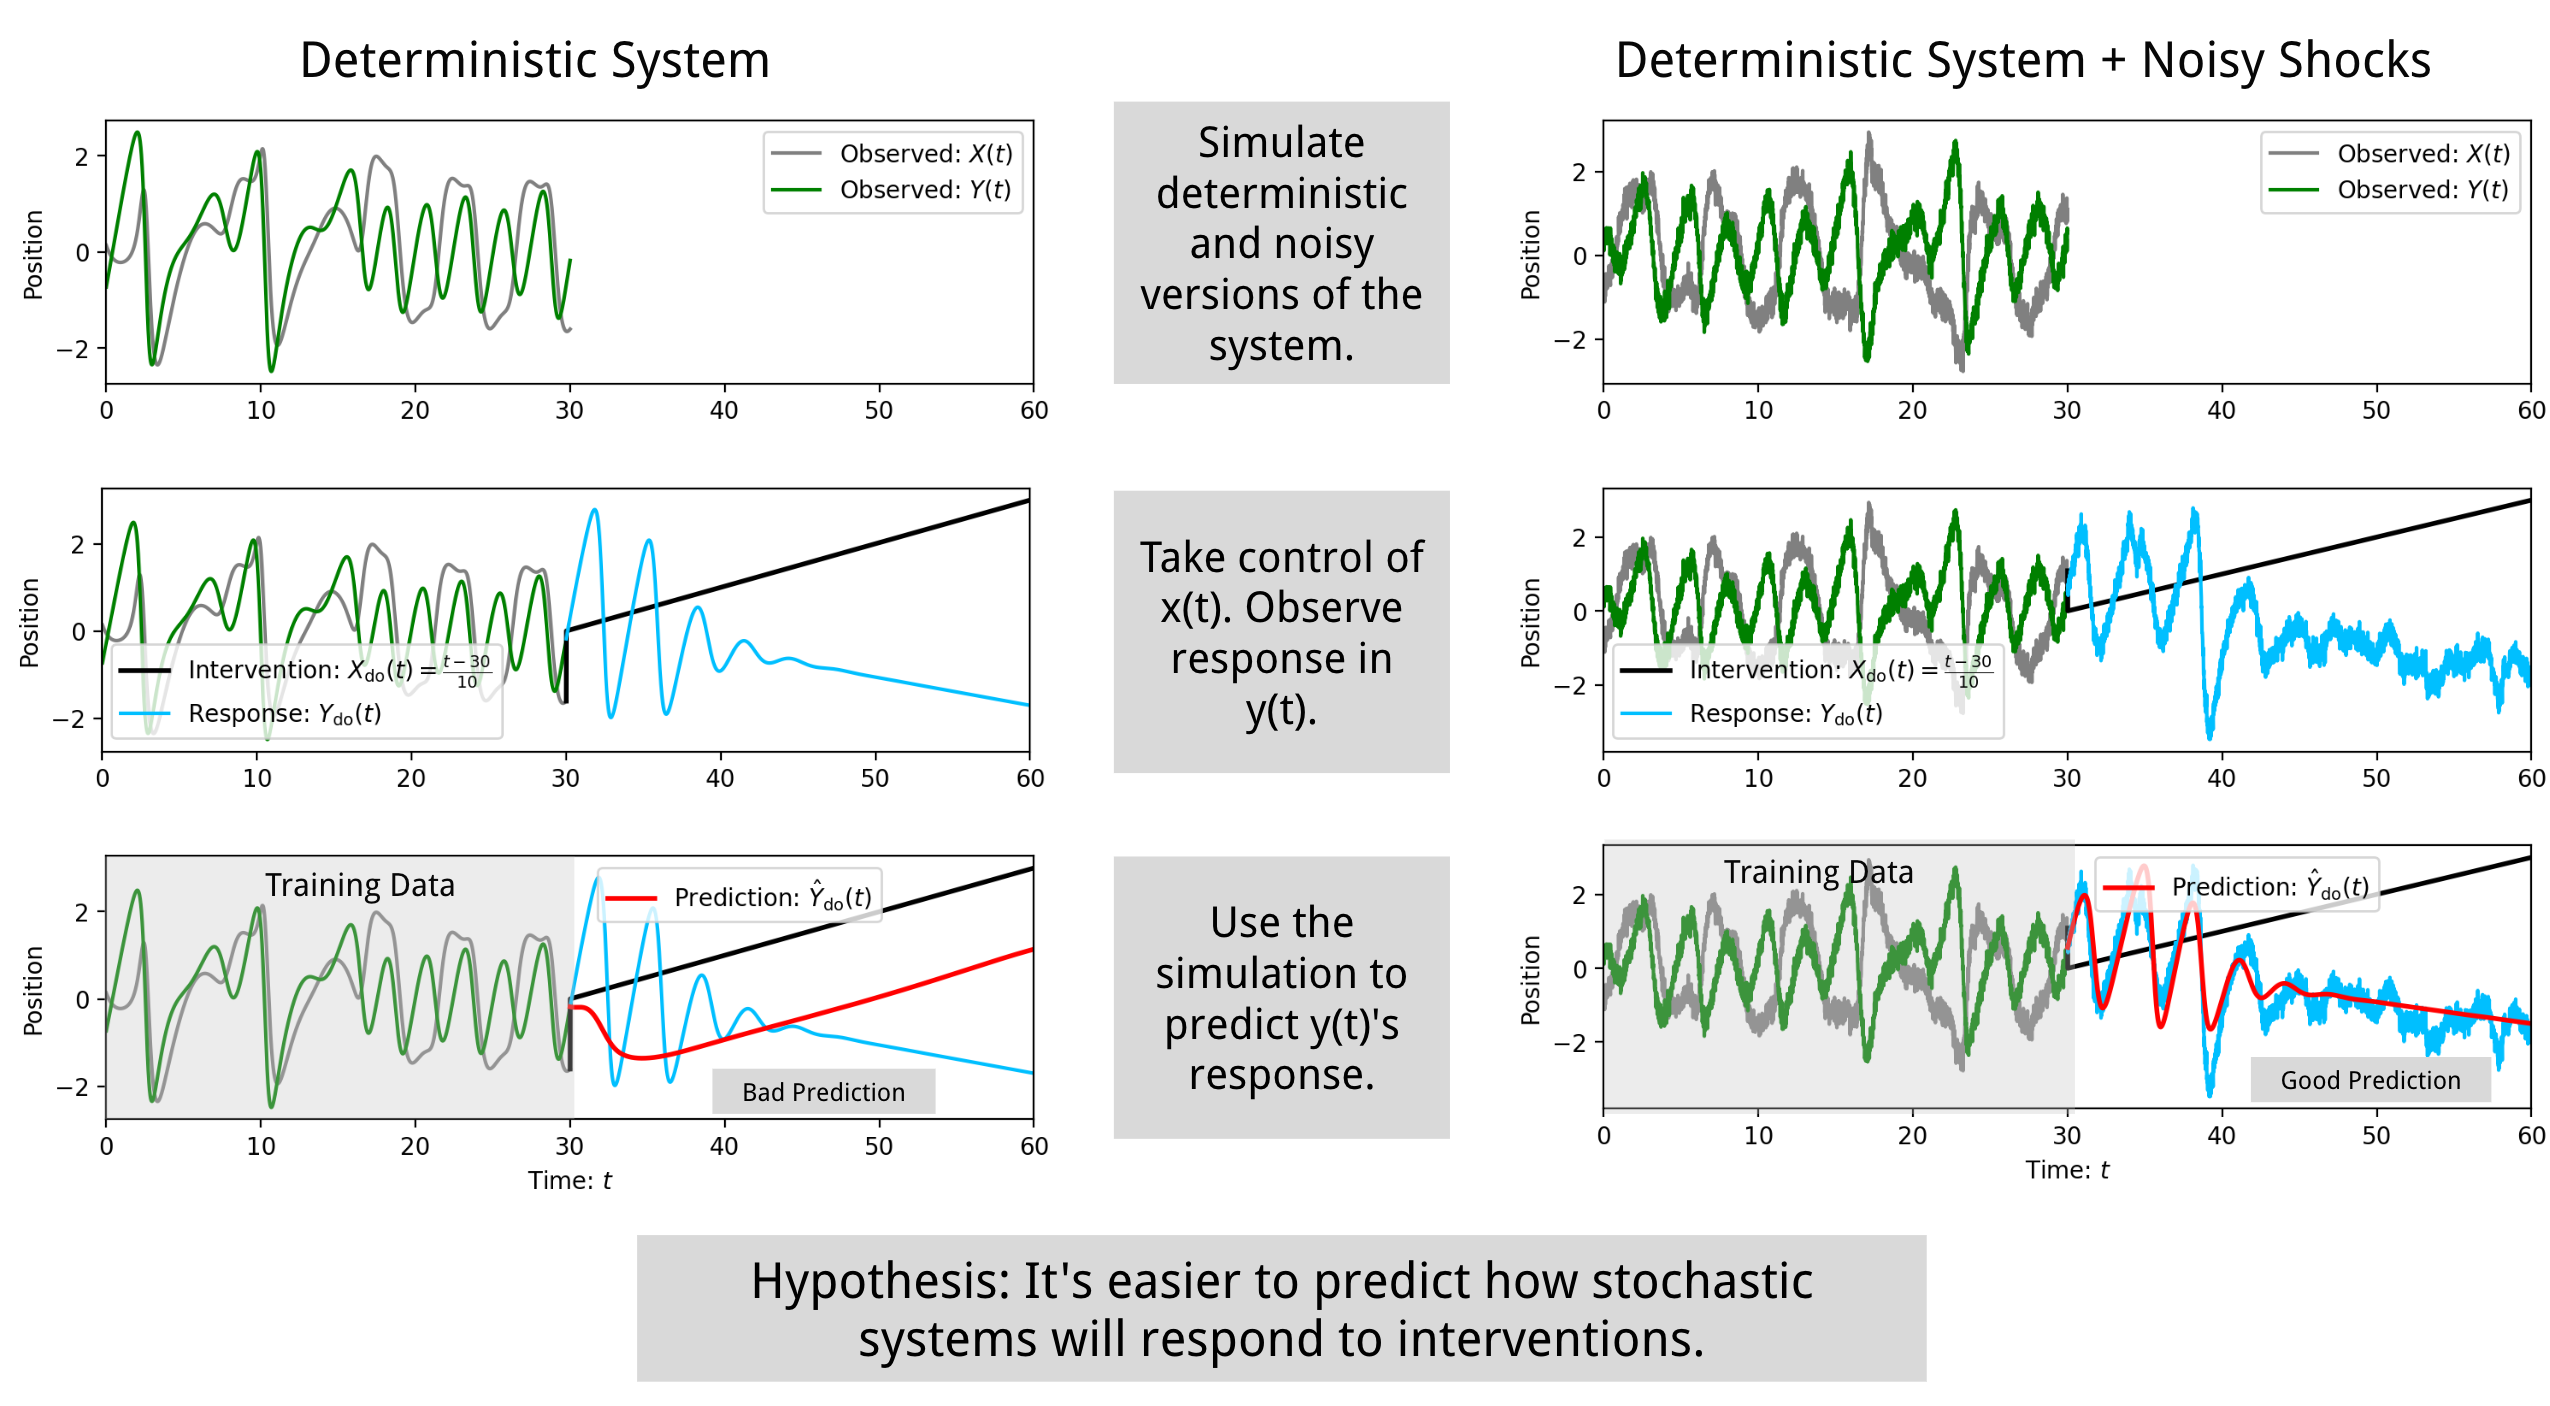 Deterministic System
Deterministic System + Noisy Shocks
Position
2
0
−2
Observed: X(t)
Observed: Y(t)
0 10 20 30 40 50 60
Simulate
deterministic
and noisy
versions of the
system.
Position
2
0
−2
Observed: X(t)
Observed: Y(t)
0 10 20 30 40 50 60
Position
2
0
−2
Intervention: X_do(t) = (t − 30)/10
Response: Y_do(t)
0 10 20 30 40 50 60
Take control of
x(t). Observe
response in
y(t).
Position
2
0
−2
Intervention: X_do(t) = (t − 30)/10
Response: Y_do(t)
0 10 20 30 40 50 60
Position
2
0
−2
Training Data
Prediction: Ŷ_do(t)
Bad Prediction
0 10 20 30 40 50 60
Time: t
Use the
simulation to
predict y(t)'s
response.
Position
2
0
−2
Training Data
Prediction: Ŷ_do(t)
Good Prediction
0 10 20 30 40 50 60
Time: t
Hypothesis: It's easier to predict how stochastic
systems will respond to interventions.